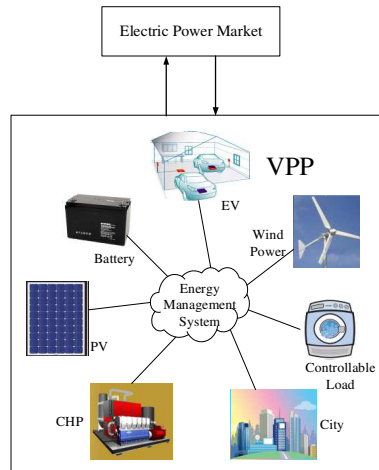 Electric Power Market
VPP
EV
Wind
Power
Battery
Energy
Management
System
PV
Controllable
Load
CHP
City